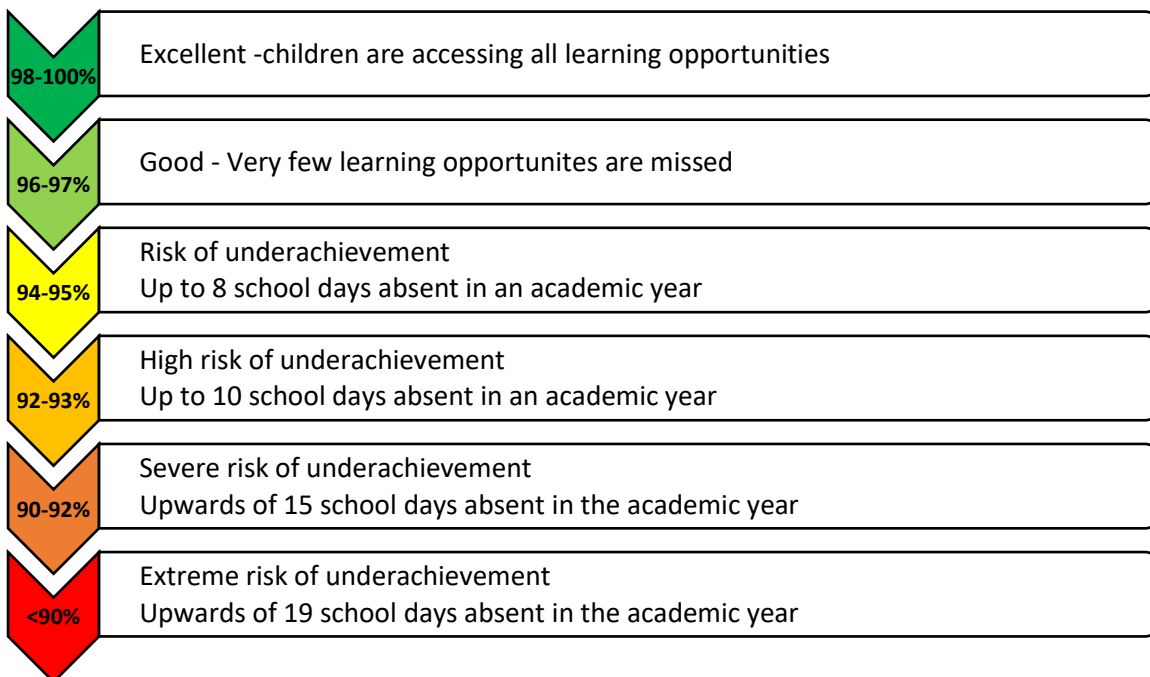 98-100%
Excellent -children are accessing all learning opportunities
96-97%
Good - Very few learning opportunites are missed
94-95%
Risk of underachievement
Up to 8 school days absent in an academic year
92-93%
High risk of underachievement
Up to 10 school days absent in an academic year
90-92%
Severe risk of underachievement
Upwards of 15 school days absent in the academic year
<90%
Extreme risk of underachievement
Upwards of 19 school days absent in the academic year